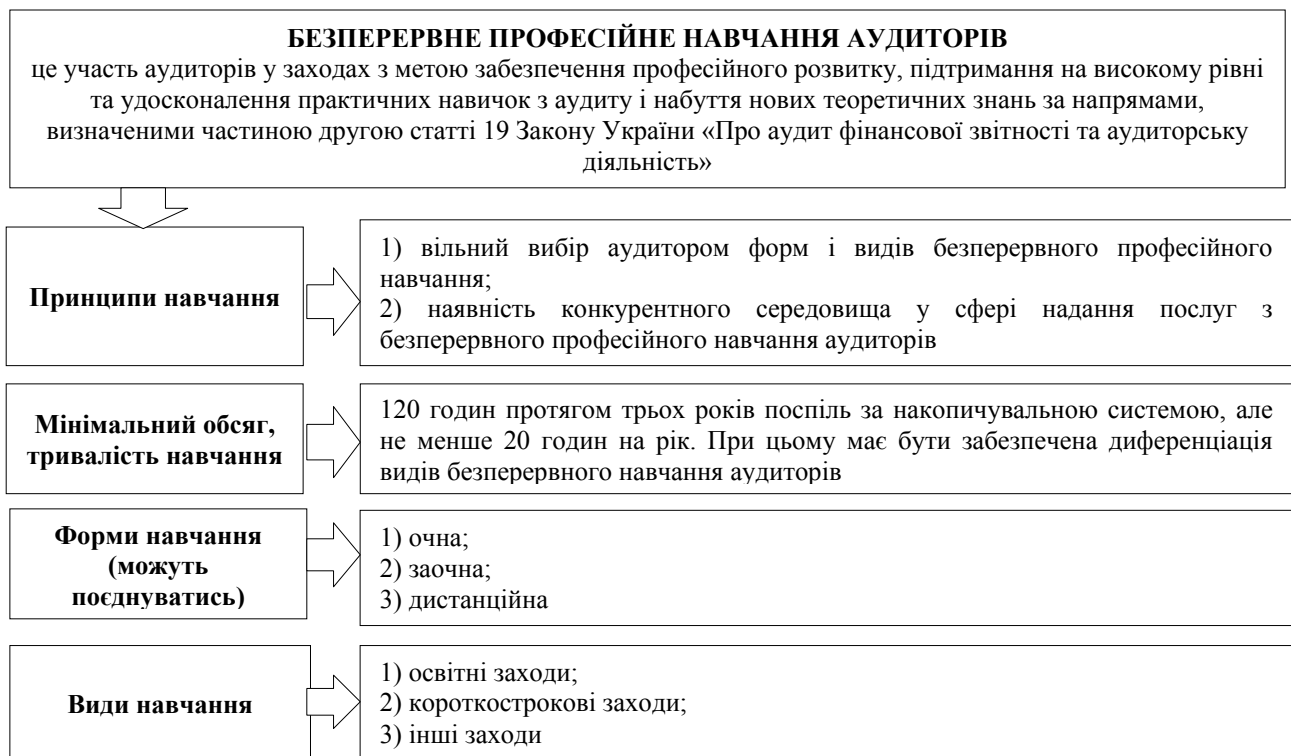 БЕЗПЕРЕРВНЕ ПРОФЕСІЙНЕ НАВЧАННЯ АУДИТОРІВ
це участь аудиторів у заходах з метою забезпечення професійного розвитку, підтримання на високому рівні
та удосконалення практичних навичок з аудиту і набуття нових теоретичних знань за напрямами,
визначеними частиною другою статті 19 Закону України «Про аудит фінансової звітності та аудиторську
діяльність»
Принципи навчання
1) вільний вибір аудитором форм і видів безперервного професійного
навчання;
2) наявність конкурентного середовища у сфері надання послуг з
безперервного професійного навчання аудиторів
Мінімальний обсяг,
тривалість навчання
120 годин протягом трьох років поспіль за накопичувальною системою, але
не менше 20 годин на рік. При цьому має бути забезпечена диференціація
видів безперервного навчання аудиторів
Форми навчання
(можуть
поєднуватись)
1) очна;
2) заочна;
3) дистанційна
Види навчання
1) освітні заходи;
2) короткострокові заходи;
3) інші заходи